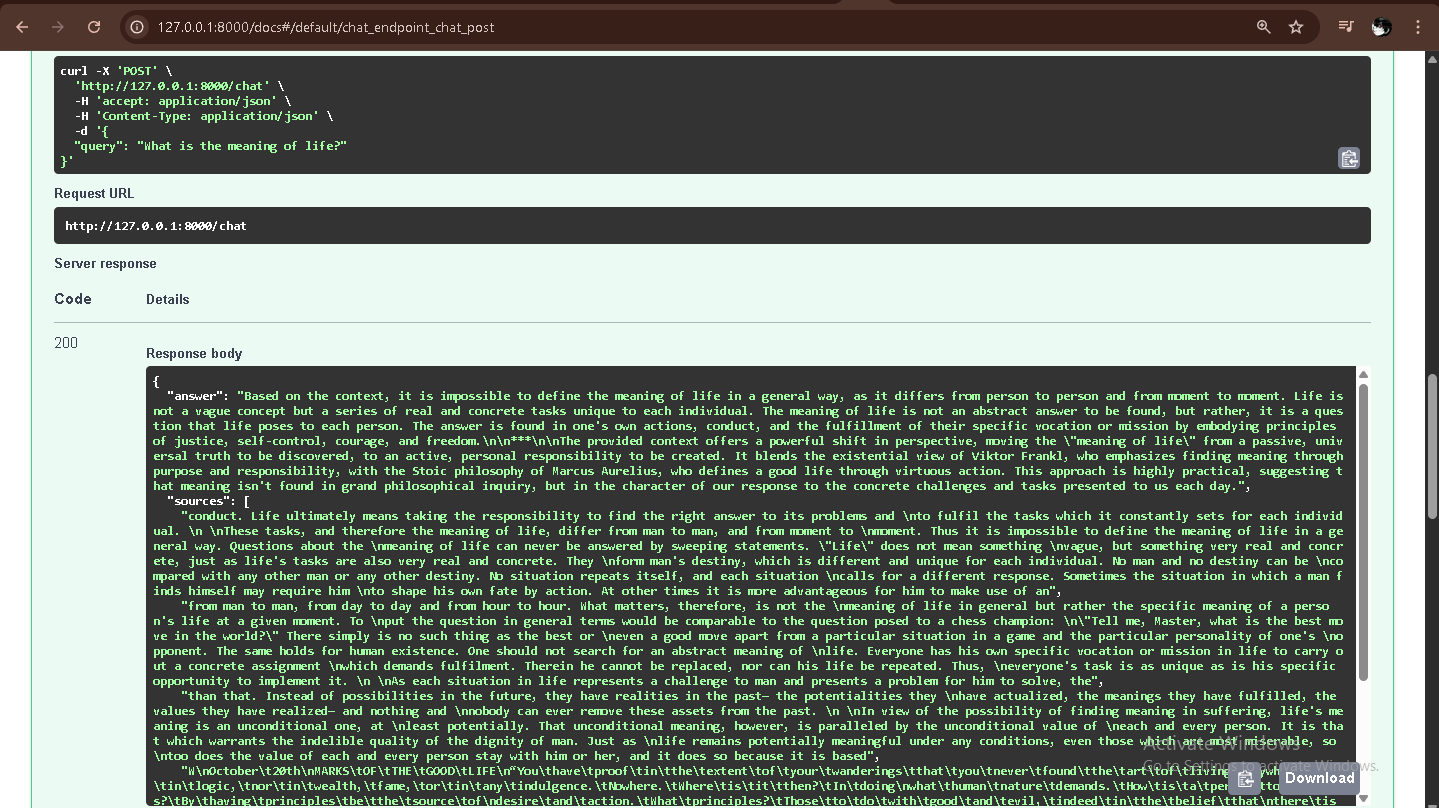 127.0.0.1:8000/docs#/default/chat_endpoint_chat_post
curl -X 'POST' \
'http://127.0.0.1:8000/chat' \
-H 'accept: application/json' \
-H 'Content-Type: application/json' \
-d '{
"query": "What is the meaning of life?"
}'
Request URL
http://127.0.0.1:8000/chat
Server response
Code Details
200
Response body
{
"answer": "Based on the context, it is impossible to define the meaning of life in a general way, as it differs from person to person and from moment to moment. Life is
not a vague concept but a series of real and concrete tasks unique to each individual. The meaning of life is not an abstract answer to be found, but rather, it is a ques
tion that life poses to each person. The answer is found in one's own actions, conduct, and the fulfillment of their specific vocation or mission by embodying principles
of justice, self-control, courage, and freedom.\n\n***\n\nThe provided context offers a powerful shift in perspective, moving the \"meaning of life\" from a passive, univ
ersal truth to be discovered, to an active, personal responsibility to be created. It blends the existential view of Viktor Frankl, who emphasizes finding meaning through
purpose and responsibility, with the Stoic philosophy of Marcus Aurelius, who defines a good life through virtuous action. This approach is highly practical, suggesting t
hat meaning isn't found in grand philosophical inquiry, but in the character of our response to the concrete challenges and tasks presented to us each day.",
"sources": [
"conduct. Life ultimately means taking the responsibility to find the right answer to its problems and \nto fulfil the tasks which it constantly sets for each individ
ual. \n \nThese tasks, and therefore the meaning of life, differ from man to man, and from moment to \nmoment. Thus it is impossible to define the meaning of life in a ge
neral way. Questions about the \nmeaning of life can never be answered by sweeping statements. \"Life\" does not mean something \nvague, but something very real and concr
ete, just as life's tasks are also very real and concrete. They \nform man's destiny, which is different and unique for each individual. No man and no destiny can be \nco
mpared with any other man or any other destiny. No situation repeats itself, and each situation \ncalls for a different response. Sometimes the situation in which a man f
inds himself may require him \nto shape his own fate by action. At other times it is more advantageous for him to make use of an",
"from man to man, from day to day and from hour to hour. What matters, therefore, is not the \nmeaning of life in general but rather the specific meaning of a perso
n's life at a given moment. To \nput the question in general terms would be comparable to the question posed to a chess champion: \n\"Tell me, Master, what is the best mo
ve in the world?\" There simply is no such thing as the best or \neven a good move apart from a particular situation in a game and the particular personality of one's \no
pponent. The same holds for human existence. One should not search for an abstract meaning of \nlife. Everyone has his own specific vocation or mission in life to carry o
ut a concrete assignment \nwhich demands fulfilment. Therein he cannot be replaced, nor can his life be repeated. Thus, \neveryone's task is as unique as is his specific
opportunity to implement it. \n \nAs each situation in life represents a challenge to man and presents a problem for him to solve, the",
"than that. Instead of possibilities in the future, they have realities in the past— the potentialities they \nhave actualized, the meanings they have fulfilled, the
values they have realized— and nothing and \nnobody can ever remove these assets from the past. \n \nIn view of the possibility of finding meaning in suffering, life's me
aning is an unconditional one, at \nleast potentially. That unconditional meaning, however, is paralleled by the unconditional value of \neach and every person. It is tha
t which warrants the indelible quality of the dignity of man. Just as \nlife remains potentially meaningful under any conditions, even those which are most miserable, so
\ntoo does the value of each and every person stay with him or her, and it does so because it is based",
"W\nOctober\t20th\nMARKS\tOF\tTHE\tGOOD\tLIFE\n“You\thave\tproof\tin\tthe\textent\tof\tyour\twanderings\tthat\tyou\tnever\tfound\tthe\tart\tof\tliving
\tin\tlogic,\tnor\tin\twealth,\tfame,\tor\tin\tany\tindulgence.\tNowhere.\tWhere\tis\tit\tthen?\tIn\tdoing\twhat\thuman\tnature\tdemands.\tHow\tis\ta\t
s?\tBy\thaving\tprinciples\tbe\tthe\tsource\tof\tdesire\tand\taction.\tWhat\tprinciples?\tThose\tto\tdo\twith\tgood\tand\tevil,\tindeed\tin\tthe\tbelief\tthat\tthere\tis
Activate Windows
Go to Settings to activate Windows.
Download